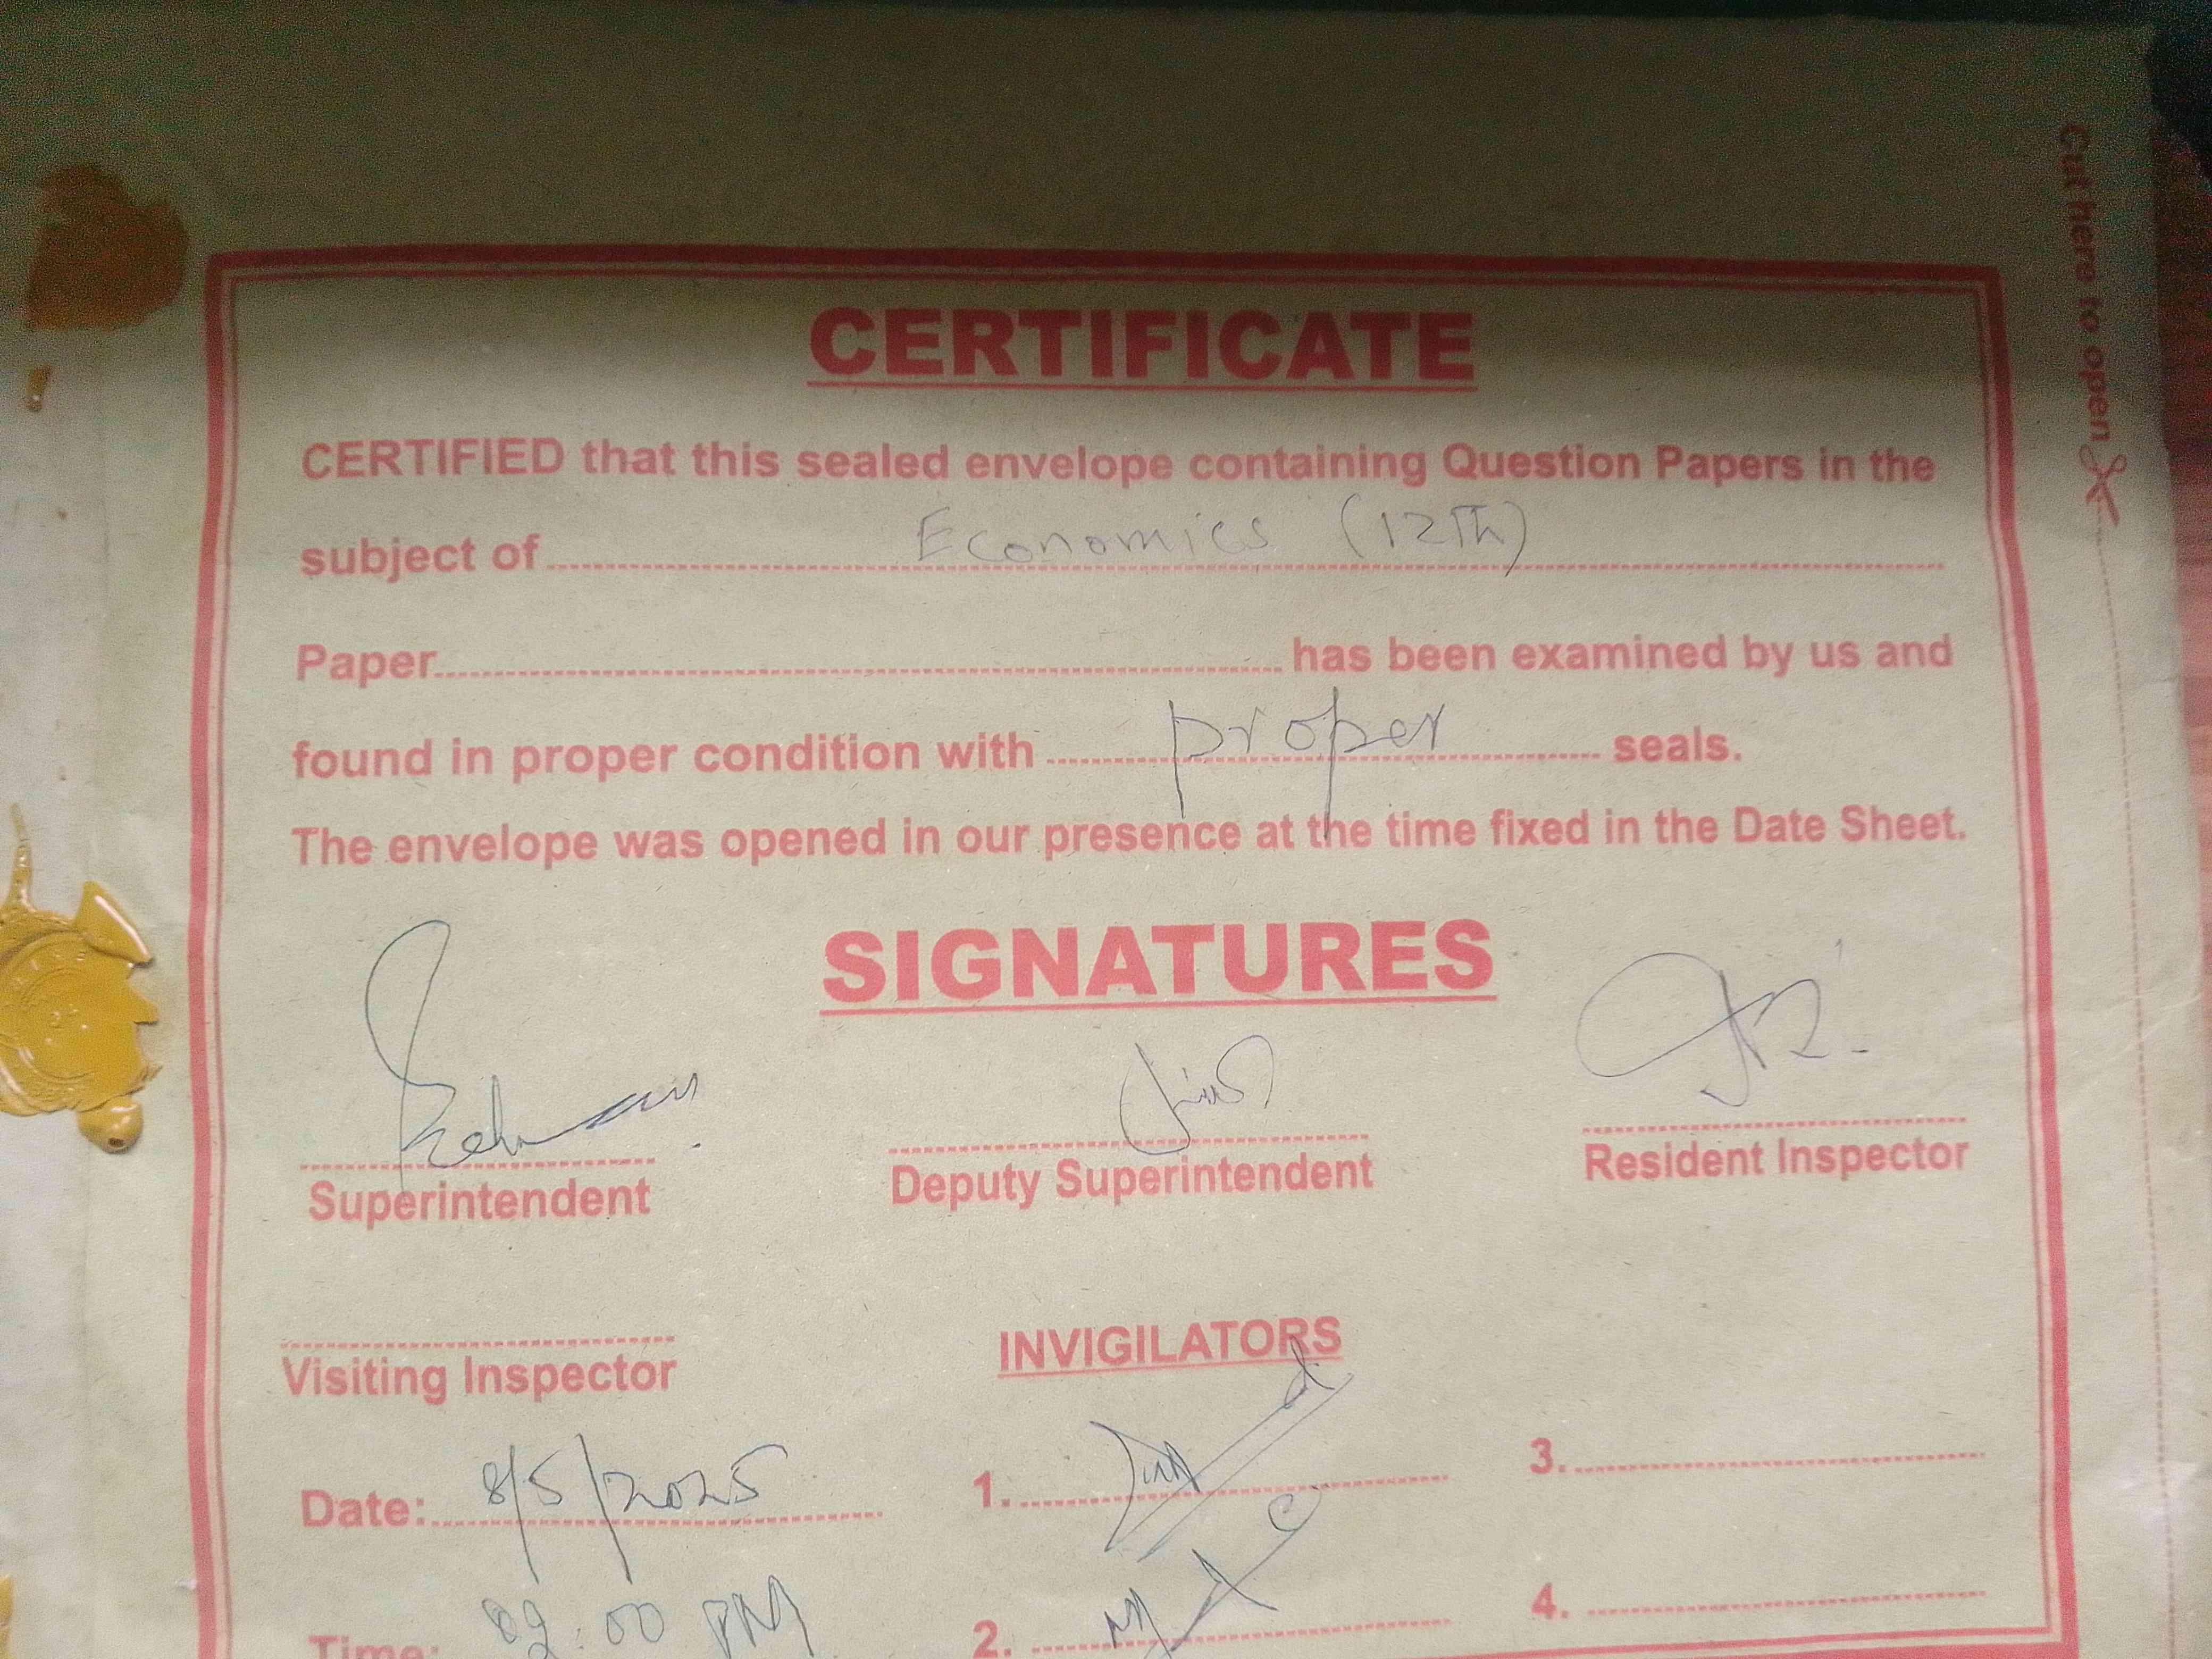 Cut here to open
CERTIFICATE
CERTIFIED that this sealed envelope containing Question Papers in the
subject of Economics (12th)
Paper has been examined by us and
found in proper condition with proper seals.
The envelope was opened in our presence at the time fixed in the Date Sheet.
SIGNATURES
Superintendent
Deputy Superintendent
Resident Inspector
Visiting Inspector
INVIGILATORS
Date: 8/5/2025
1.
3.
Time: :00 PM
2.
4.